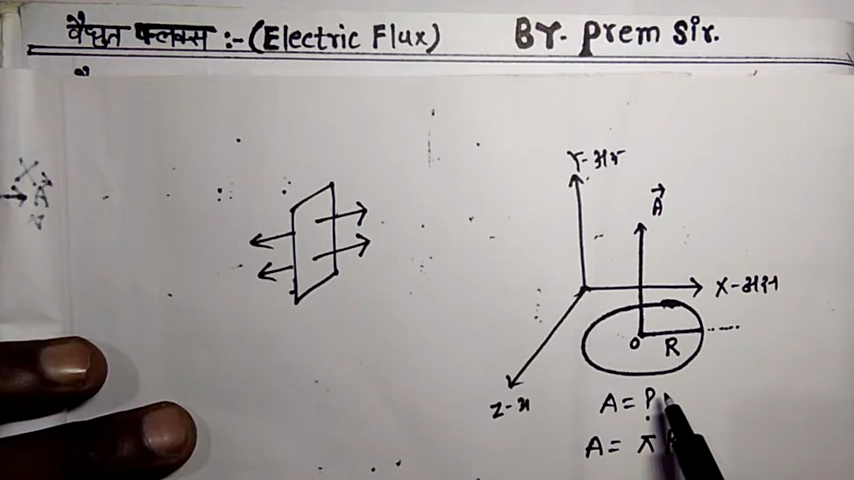 वैधुत फ्लक्स :- (Electric Flux) BY- Prem Sir.
Y-अक्ष
A
A
X-अक्ष
O R
Z-अ
A = ?
A = π